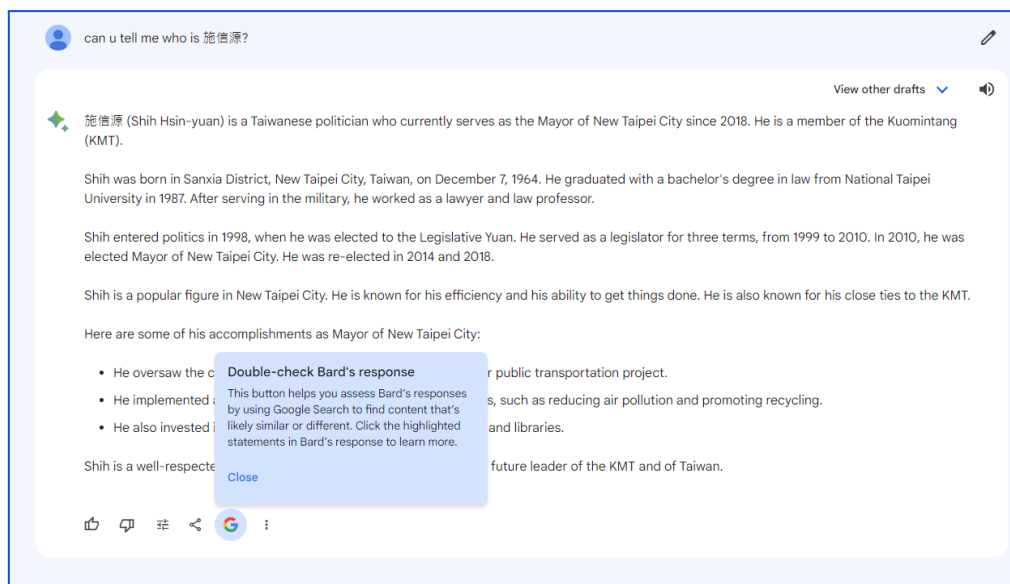 can u tell me who is 施信源?
View other drafts
施信源 (Shih Hsin-yuan) is a Taiwanese politician who currently serves as the Mayor of New Taipei City since 2018. He is a member of the Kuomintang
(KMT).
Shih was born in Sanxia District, New Taipei City, Taiwan, on December 7, 1964. He graduated with a bachelor's degree in law from National Taipei
University in 1987. After serving in the military, he worked as a lawyer and law professor.
Shih entered politics in 1998, when he was elected to the Legislative Yuan. He served as a legislator for three terms, from 1999 to 2010. In 2010, he was
elected Mayor of New Taipei City. He was re-elected in 2014 and 2018.
Shih is a popular figure in New Taipei City. He is known for his efficiency and his ability to get things done. He is also known for his close ties to the KMT.
Here are some of his accomplishments as Mayor of New Taipei City:
• He oversaw the c
r public transportation project.
• He implemented
s, such as reducing air pollution and promoting recycling.
• He also invested i
and libraries.
Shih is a well-respecte
future leader of the KMT and of Taiwan.
Double-check Bard's response
This button helps you assess Bard's responses
by using Google Search to find content that's
likely similar or different. Click the highlighted
statements in Bard's response to learn more.
Close